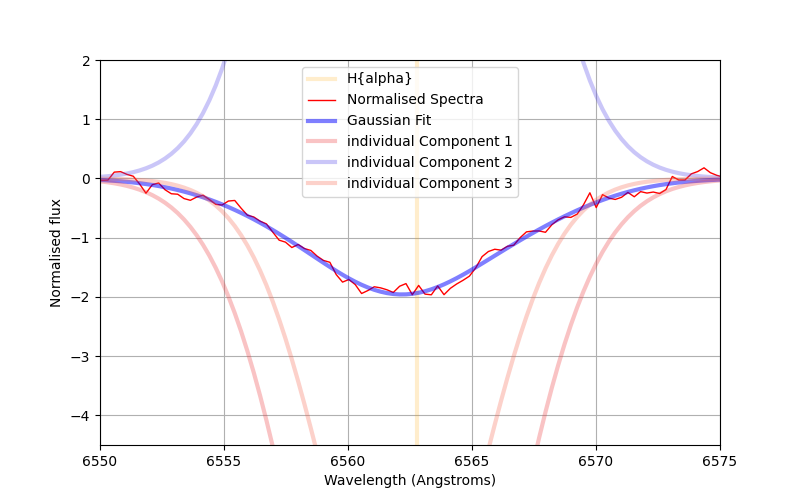 2
1
0
−1
−2
−3
−4
Normalised flux
H{alpha}
Normalised Spectra
Gaussian Fit
individual Component 1
individual Component 2
individual Component 3
6550 6555 6560 6565 6570 6575
Wavelength (Angstroms)